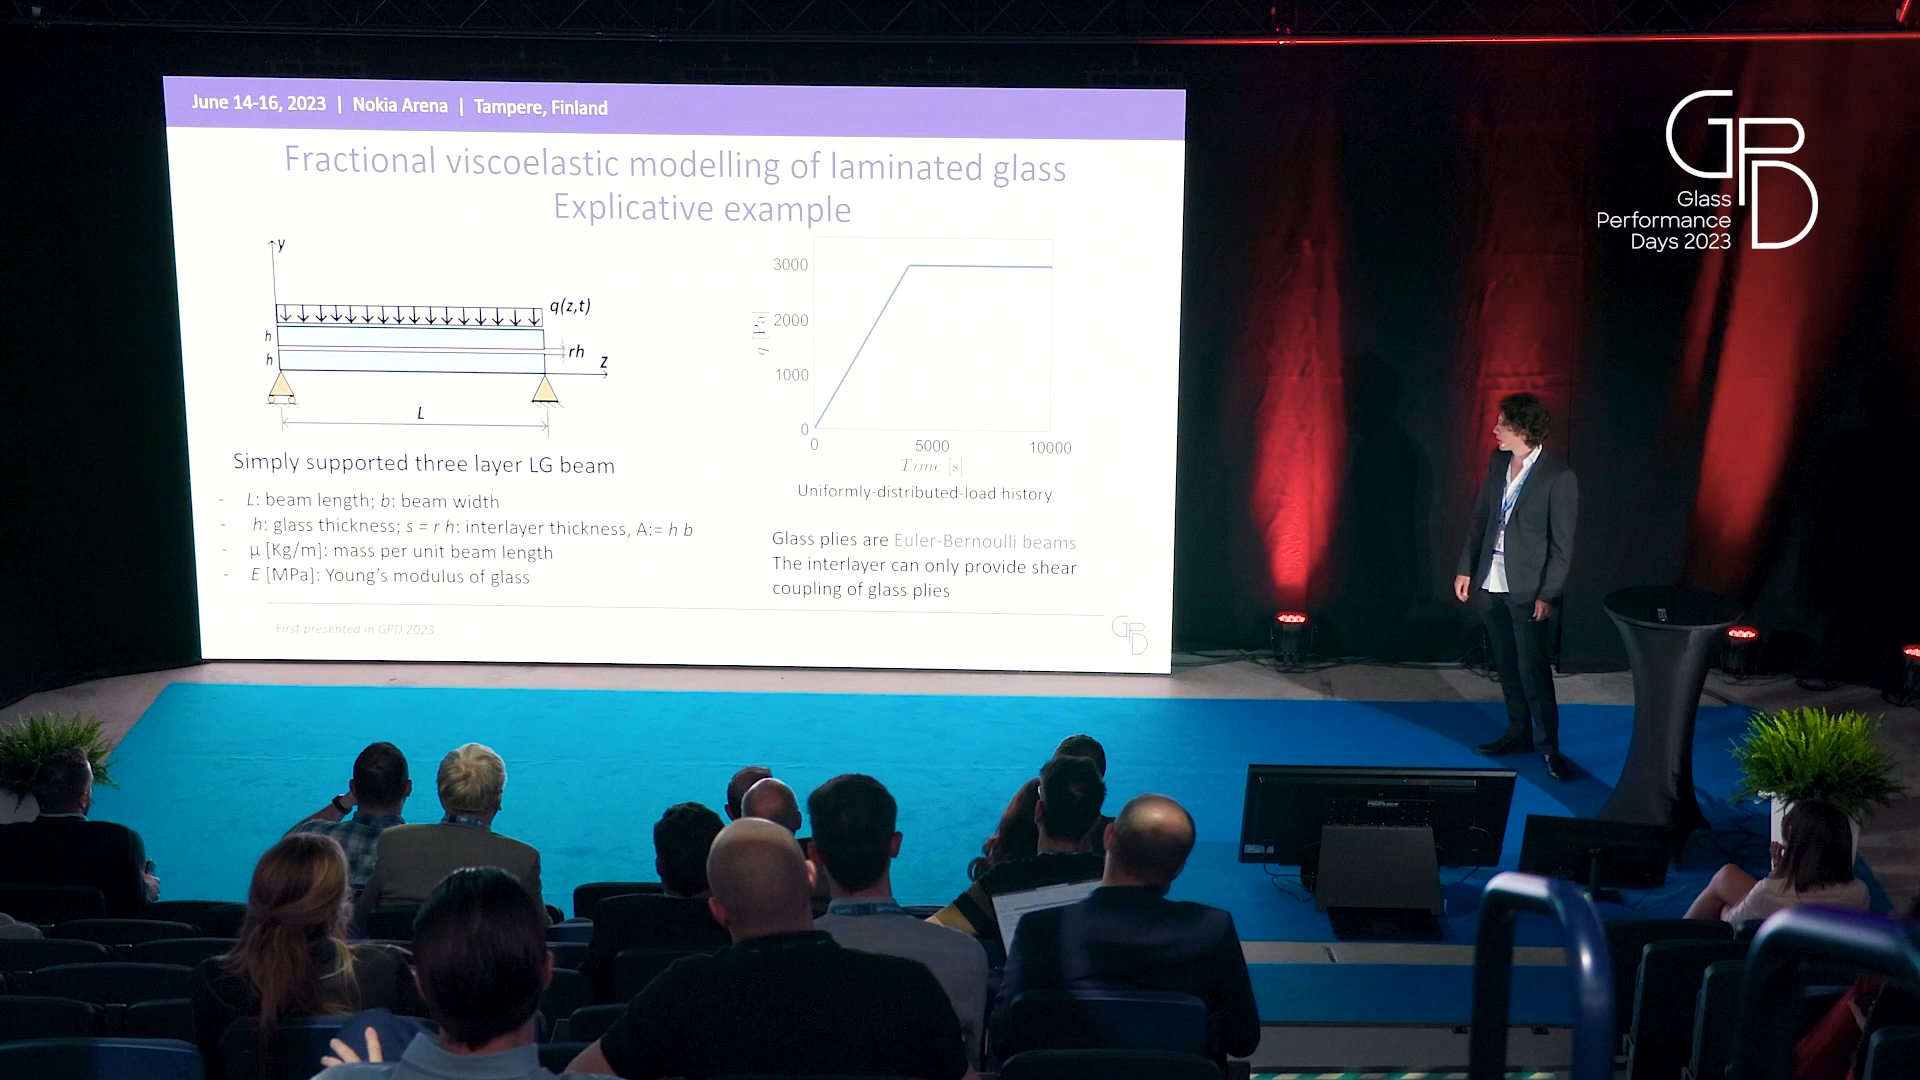 June 14-16, 2023 | Nokia Arena | Tampere, Finland
Fractional viscoelastic modelling of laminated glass
Explicative example
y
q(z,t)
h
h
rh
z
L
Simply supported three layer LG beam
- L: beam length; b: beam width
- h: glass thickness; s = r h: interlayer thickness, A:= h b
- μ [Kg/m]: mass per unit beam length
- E [MPa]: Young's modulus of glass
3000
2000
1000
0
q [Pa]
0 5000 10000
Time [s]
Uniformly-distributed-load history
Glass plies are Euler-Bernoulli beams
The interlayer can only provide shear
coupling of glass plies
First presented in GPD 2023
GPD
GPD
Glass
Performance
Days 2023